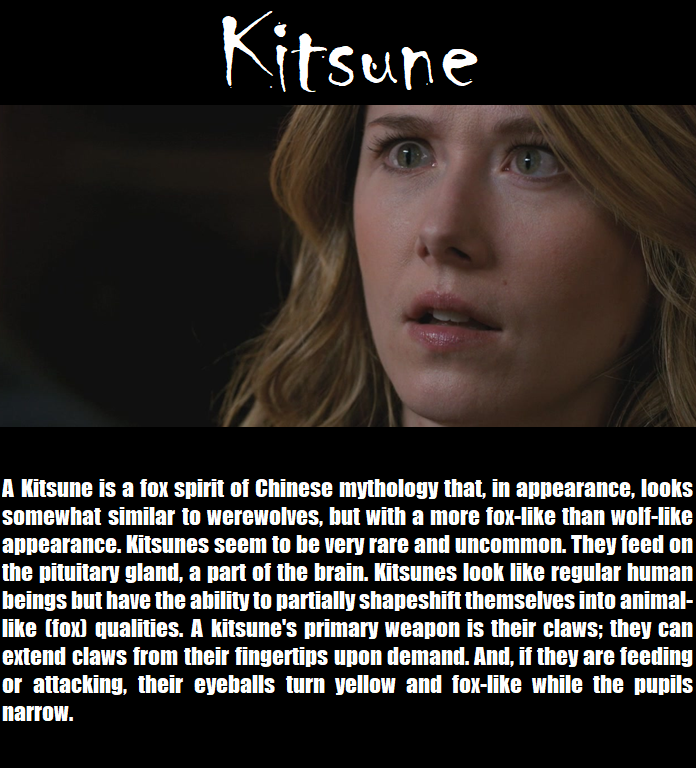 Kitsune
A Kitsune is a fox spirit of Chinese mythology that, in appearance, looks
somewhat similar to werewolves, but with a more fox-like than wolf-like
appearance. Kitsunes seem to be very rare and uncommon. They feed on
the pituitary gland, a part of the brain. Kitsunes look like regular human
beings but have the ability to partially shapeshift themselves into animal-
like (fox) qualities. A kitsune's primary weapon is their claws; they can
extend claws from their fingertips upon demand. And, if they are feeding
or attacking, their eyeballs turn yellow and fox-like while the pupils
narrow.